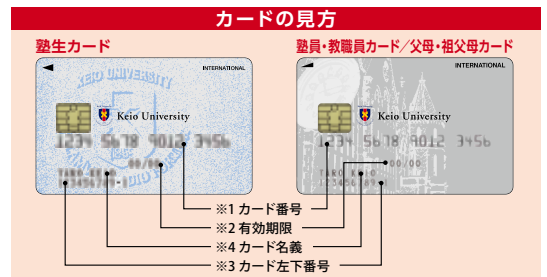 カードの見方
塾生カード
塾員・教職員カード／父母・祖父母カード
KEIO UNIVERSITY
INTERNATIONAL
Keio University
1234 5678 9012 3456
00/00
TARO KEIO
123456789-1
INTERNATIONAL
Keio University
1234 5678 9012 3456
00/00
TARO KEIO
※1 カード番号
※2 有効期限
※4 カード名義
※3 カード左下番号